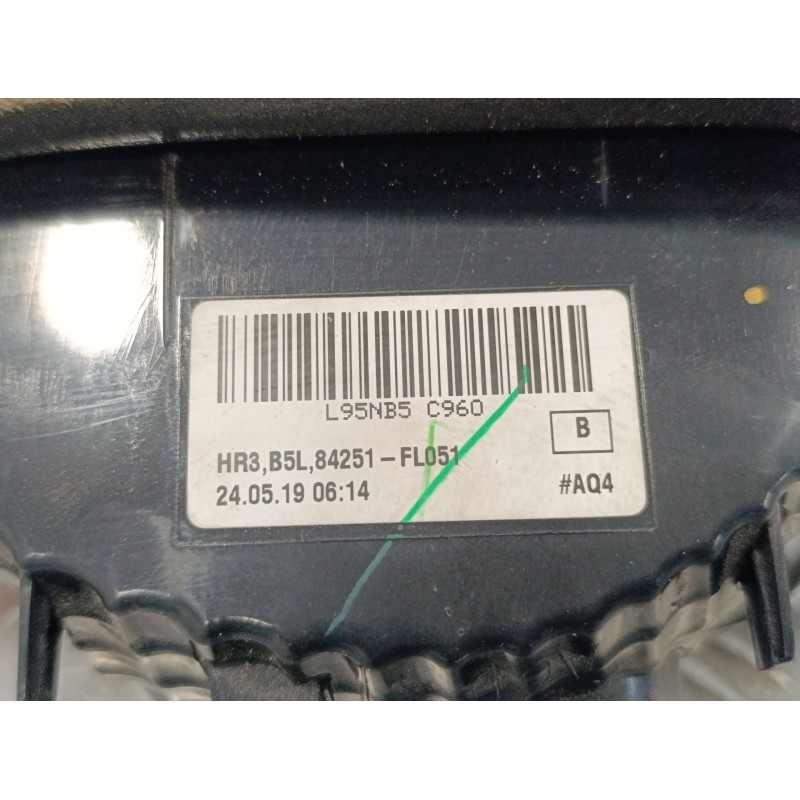 L95NB5 C960
B
HR3,B5L,84251-FL051
24.05.19 06:14
#AQ4